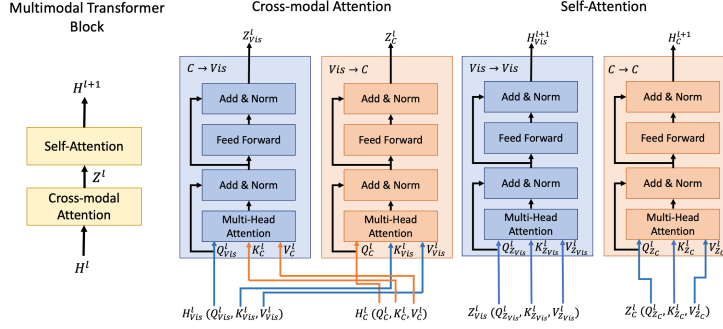 Multimodal Transformer
Block
H^{l+1}
Self-Attention
Z^l
Cross-modal
Attention
H^l
Cross-modal Attention
Z^l_{Vis}
C → Vis
Add & Norm
Feed Forward
Add & Norm
Multi-Head
Attention
Q^l_{Vis} K^l_C V^l_C
H^l_{Vis} (Q^l_{Vis}, K^l_{Vis}, V^l_{Vis})
Z^l_C
Vis → C
Add & Norm
Feed Forward
Add & Norm
Multi-Head
Attention
Q^l_C K^l_{Vis} V^l_{Vis}
H^l_C (Q^l_C, K^l_C, V^l_C)
Self-Attention
H^{l+1}_{Vis}
Vis → Vis
Add & Norm
Feed Forward
Add & Norm
Multi-Head
Attention
Q^l_{Z_{Vis}} K^l_{Z_{Vis}} V^l_{Z_{Vis}}
Z^l_{Vis} (Q^l_{Z_{Vis}}, K^l_{Z_{Vis}}, V^l_{Z_{Vis}})
H^{l+1}_C
C → C
Add & Norm
Feed Forward
Add & Norm
Multi-Head
Attention
Q^l_{Z_C} K^l_{Z_C} V^l_{Z_C}
Z^l_C (Q^l_{Z_C}, K^l_{Z_C}, V^l_{Z_C})